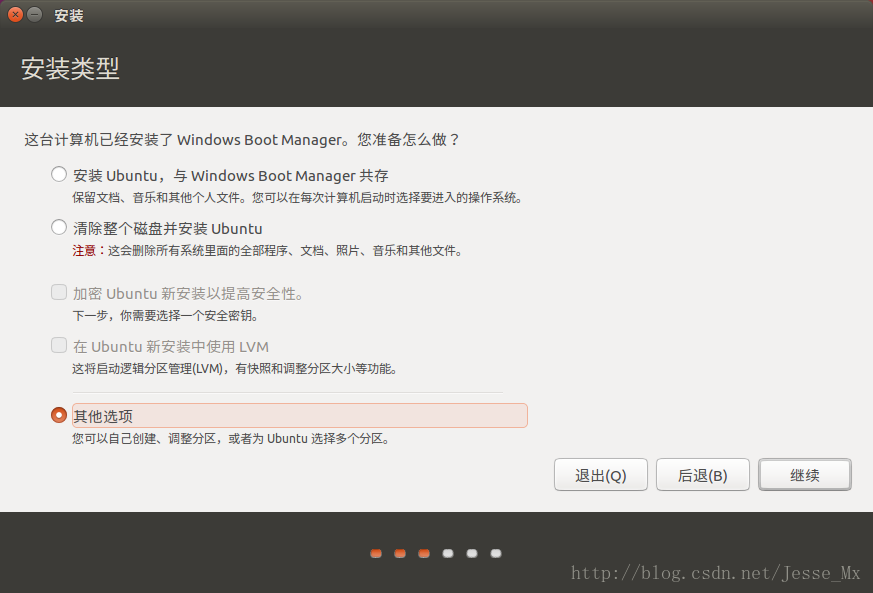 安装
安装类型
这台计算机已经安装了 Windows Boot Manager。您准备怎么做？
安装 Ubuntu，与 Windows Boot Manager 共存
保留文档、音乐和其他个人文件。您可以在每次计算机启动时选择要进入的操作系统。
清除整个磁盘并安装 Ubuntu
注意：这会删除所有系统里面的全部程序、文档、照片、音乐和其他文件。
加密 Ubuntu 新安装以提高安全性。
下一步，你需要选择一个安全密钥。
在 Ubuntu 新安装中使用 LVM
这将启动逻辑分区管理(LVM)，有快照和调整分区大小等功能。
其他选项
您可以自己创建、调整分区，或者为 Ubuntu 选择多个分区。
退出(Q) 后退(B) 继续
http://blog.csdn.net/Jesse_Mx